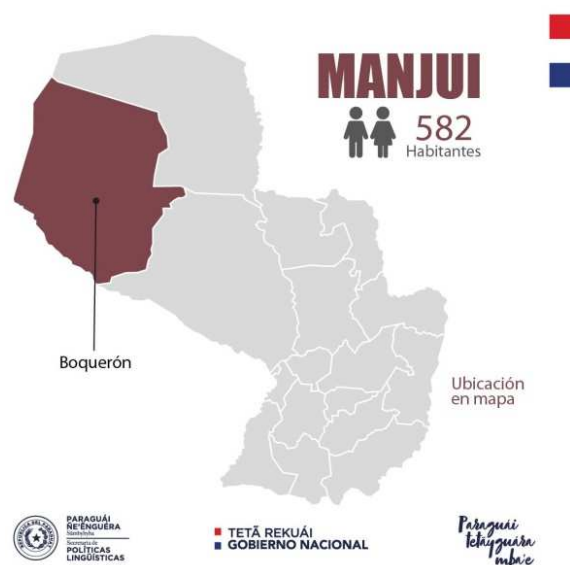 MANJUI
582
Habitantes
Boquerón
Ubicación
en mapa
PARAGUÁI
ÑE'ẼNGUÉRA
Sãmbyhyha
Secretaría de
POLÍTICAS
LINGÜÍSTICAS
TETÃ REKUÁI
GOBIERNO NACIONAL
Paraguái
tetãyguára
mba'e